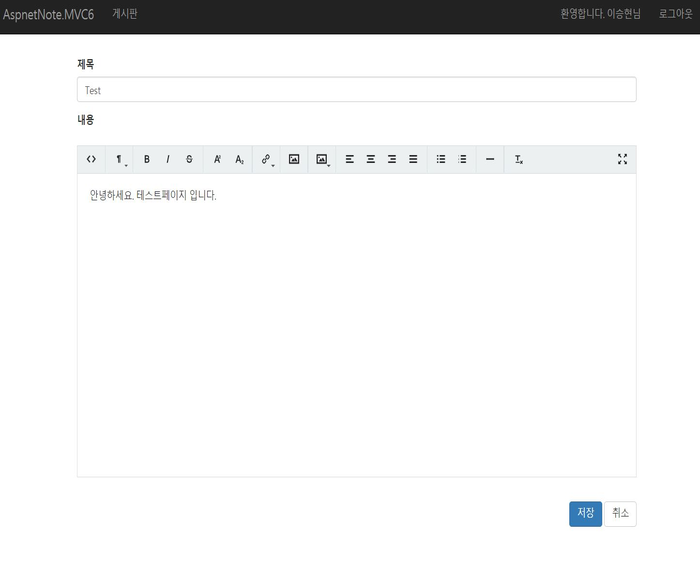 AspnetNote.MVC6 게시판 환영합니다. 이승현님 로그아웃
제목
Test
내용
안녕하세요. 테스트페이지 입니다.
저장 취소